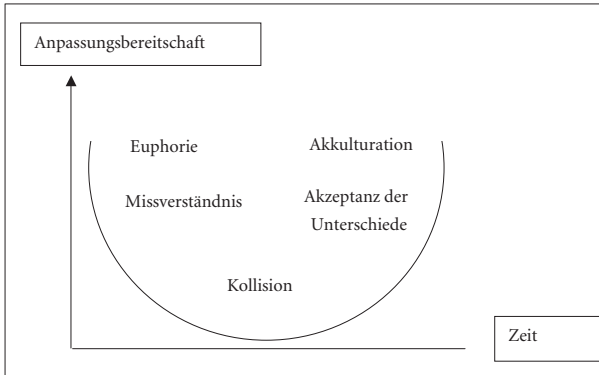 Anpassungsbereitschaft
Euphorie
Akkulturation
Missverständnis
Akzeptanz der
Unterschiede
Kollision
Zeit